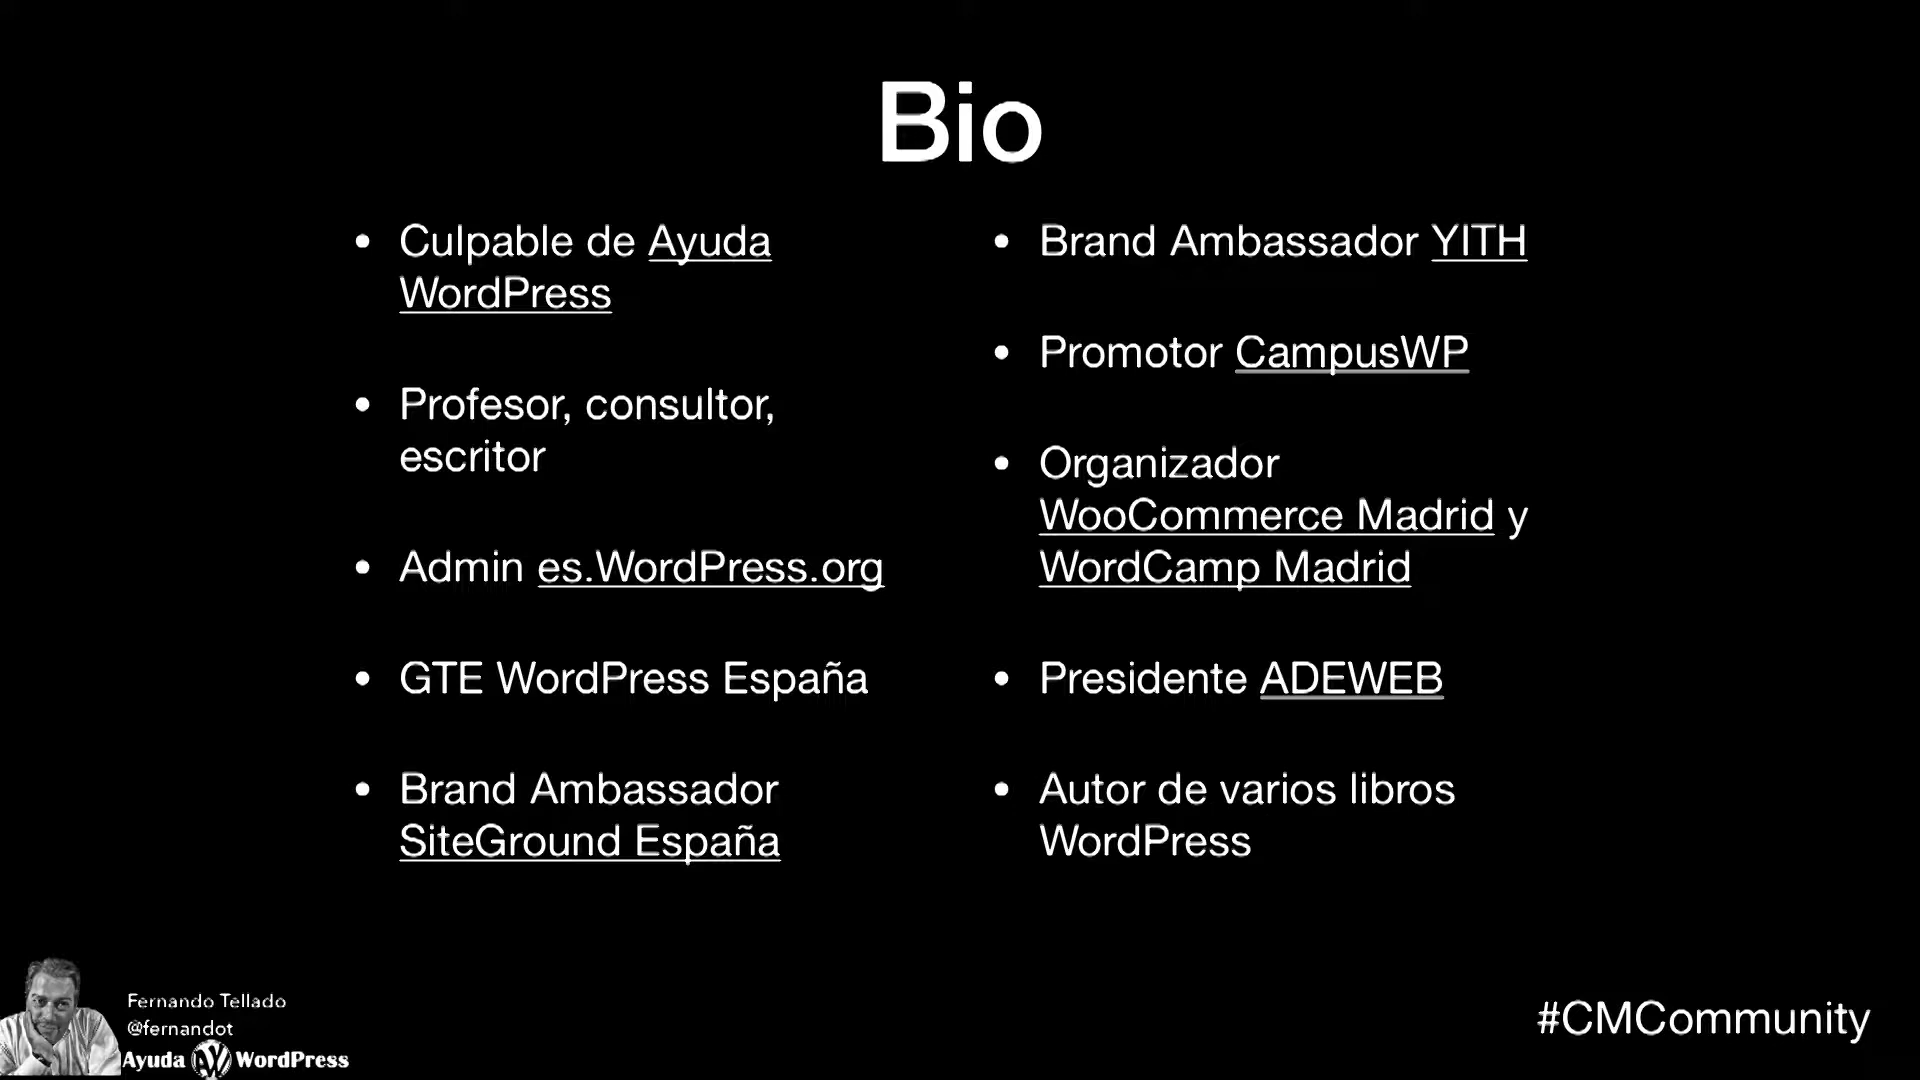 Bio
Culpable de Ayuda
WordPress
Profesor, consultor,
escritor
Admin es.WordPress.org
GTE WordPress España
Brand Ambassador
SiteGround España
Brand Ambassador YITH
Promotor CampusWP
Organizador
WooCommerce Madrid y
WordCamp Madrid
Presidente ADEWEB
Autor de varios libros
WordPress
Fernando Tellado
@fernandot
Ayuda WordPress
#CMCommunity